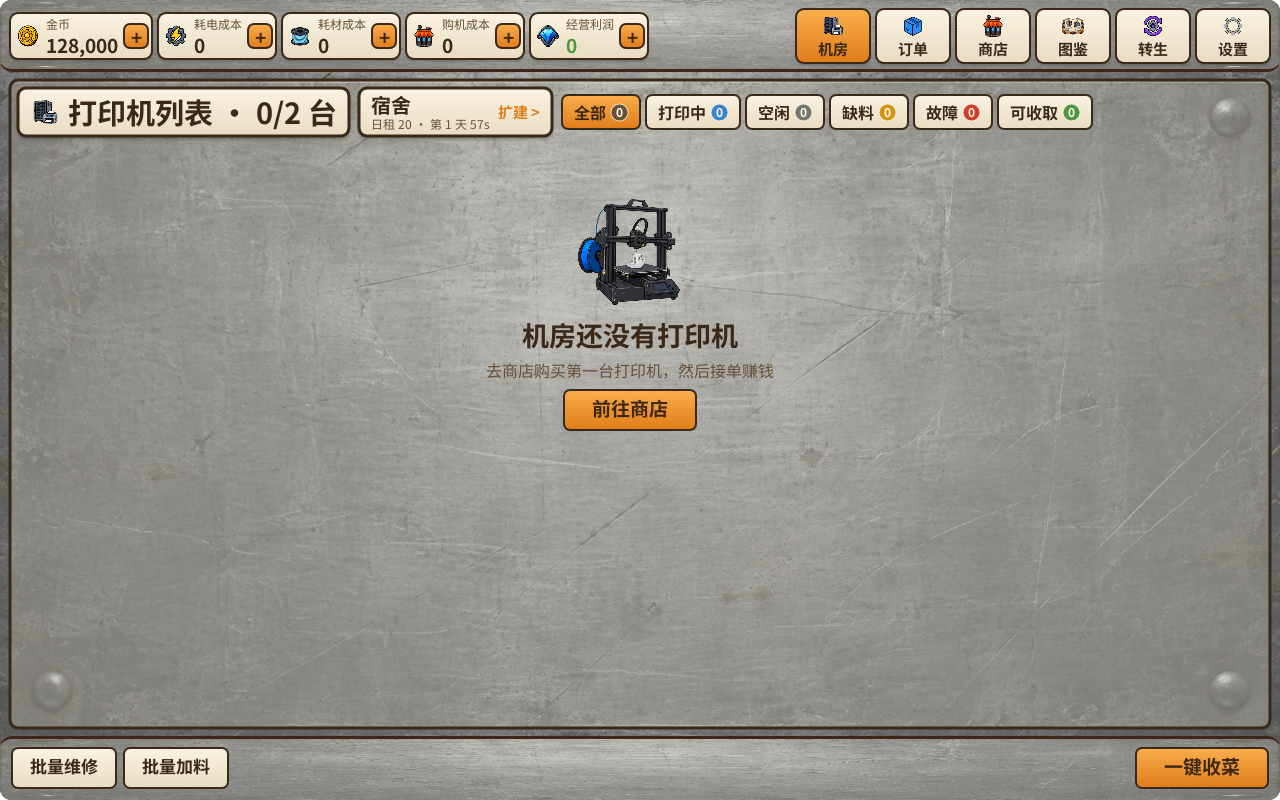 金币
128,000 +
耗电成本
0 +
耗材成本
0 +
购机成本
0 +
经营利润
0 +
机房
订单
商店
图鉴
转生
设置
打印机列表 · 0/2 台
宿舍
日租 20 · 第 1 天 57s
扩建 >
全部 0
打印中 0
空闲 0
缺料 0
故障 0
可收取 0
机房还没有打印机
去商店购买第一台打印机，然后接单赚钱
前往商店
批量维修
批量加料
一键收菜